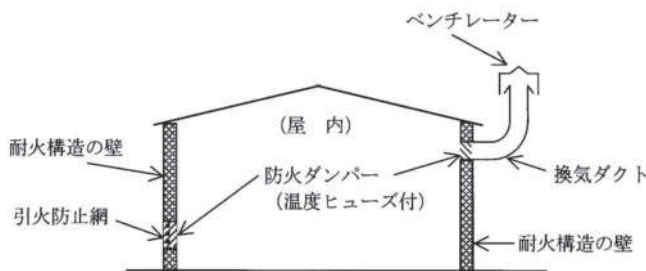 ベンチレーター
(屋 内)
耐火構造の壁
防火ダンパー
(温度ヒューズ付)
換気ダクト
引火防止網
耐火構造の壁